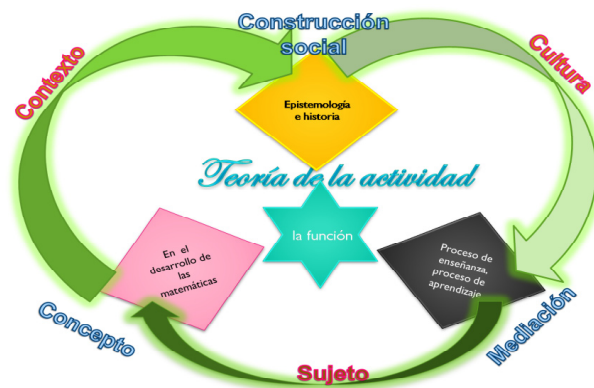 Construcción
social
Contexto
Cultura
Epistemología
e historia
Teoría de la actividad
la función
En el
desarrollo de
las
matemáticas
Proceso de
enseñanza,
proceso de
aprendizaje
Concepto
Mediación
Sujeto